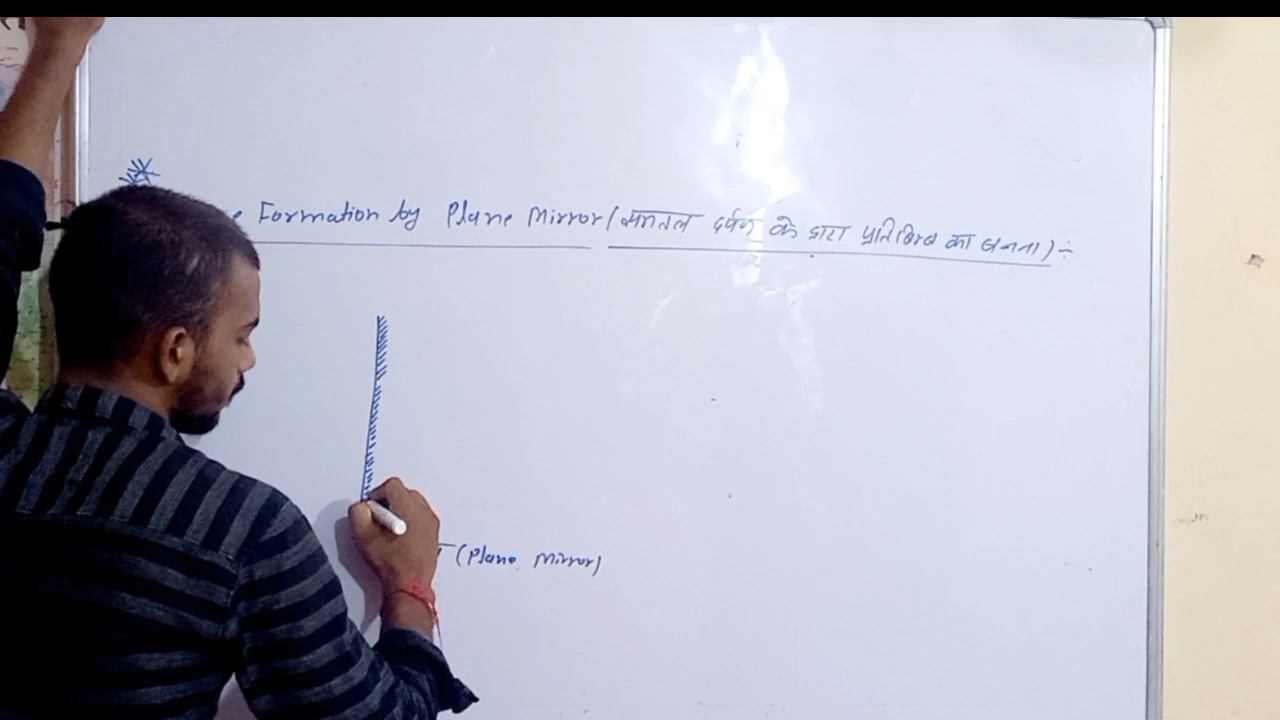 Formation by Plane Mirror (समतल दर्पण के द्वारा प्रतिबिम्ब का बनना) ÷
(Plane Mirror)